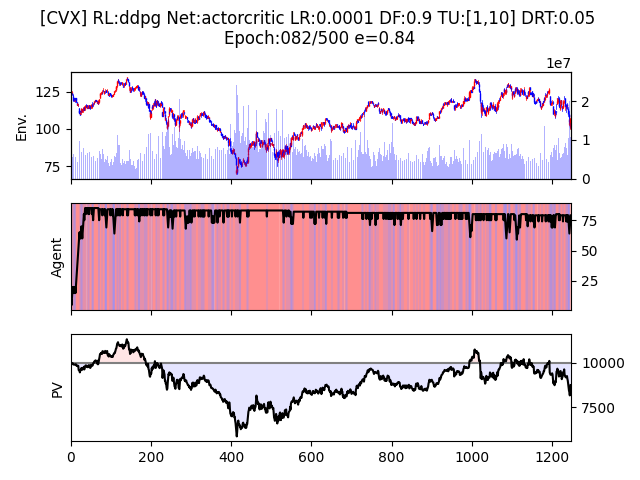 [CVX] RL:ddpg Net:actorcritic LR:0.0001 DF:0.9 TU:[1,10] DRT:0.05
Epoch:082/500 e=0.84
1e7
125
100
75
Env.
2
1
0
Agent
75
50
25
PV
10000
7500
0 200 400 600 800 1000 1200